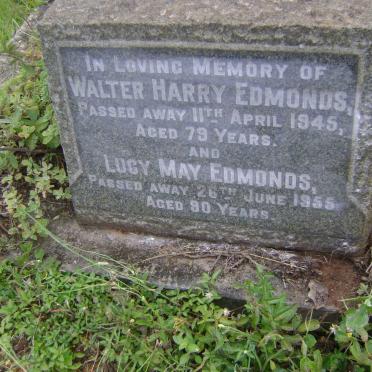 In Loving Memory of
Walter Harry Edmonds,
Passed away 11th April 1945,
Aged 79 Years.
and
Lucy May Edmonds,
Passed away June 1955
Aged 90 Years.